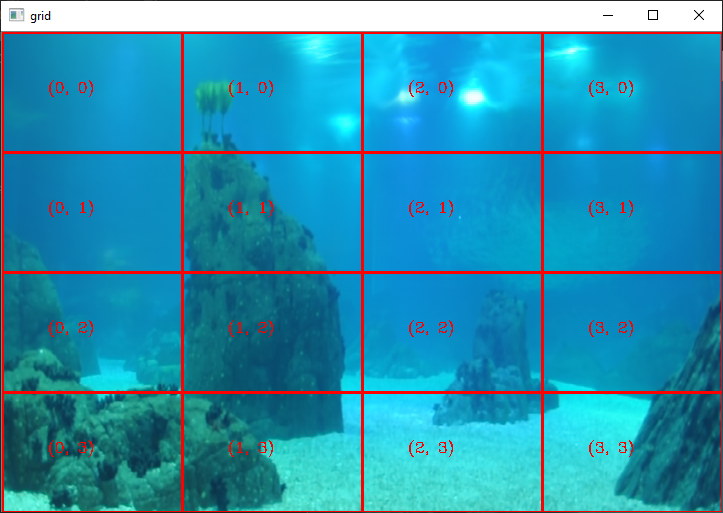 grid
(0, 0) (1, 0) (2, 0) (3, 0)
(0, 1) (1, 1) (2, 1) (3, 1)
(0, 2) (1, 2) (2, 2) (3, 2)
(0, 3) (1, 3) (2, 3) (3, 3)